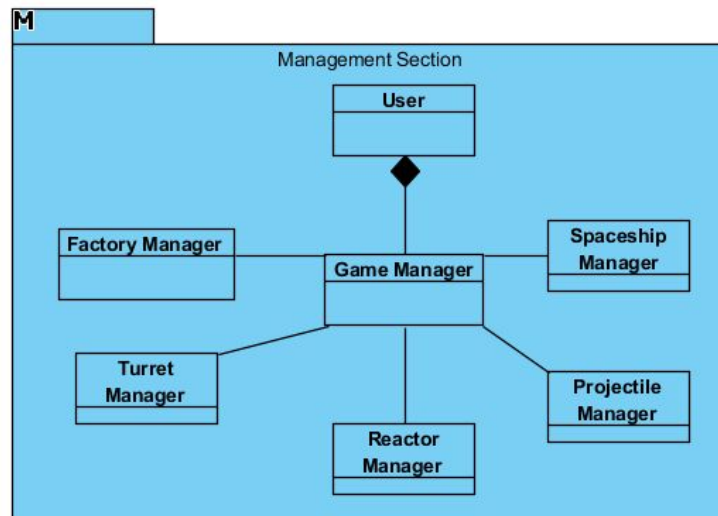 M
Management Section
User
Factory Manager
Game Manager
Spaceship
Manager
Turret
Manager
Projectile
Manager
Reactor
Manager